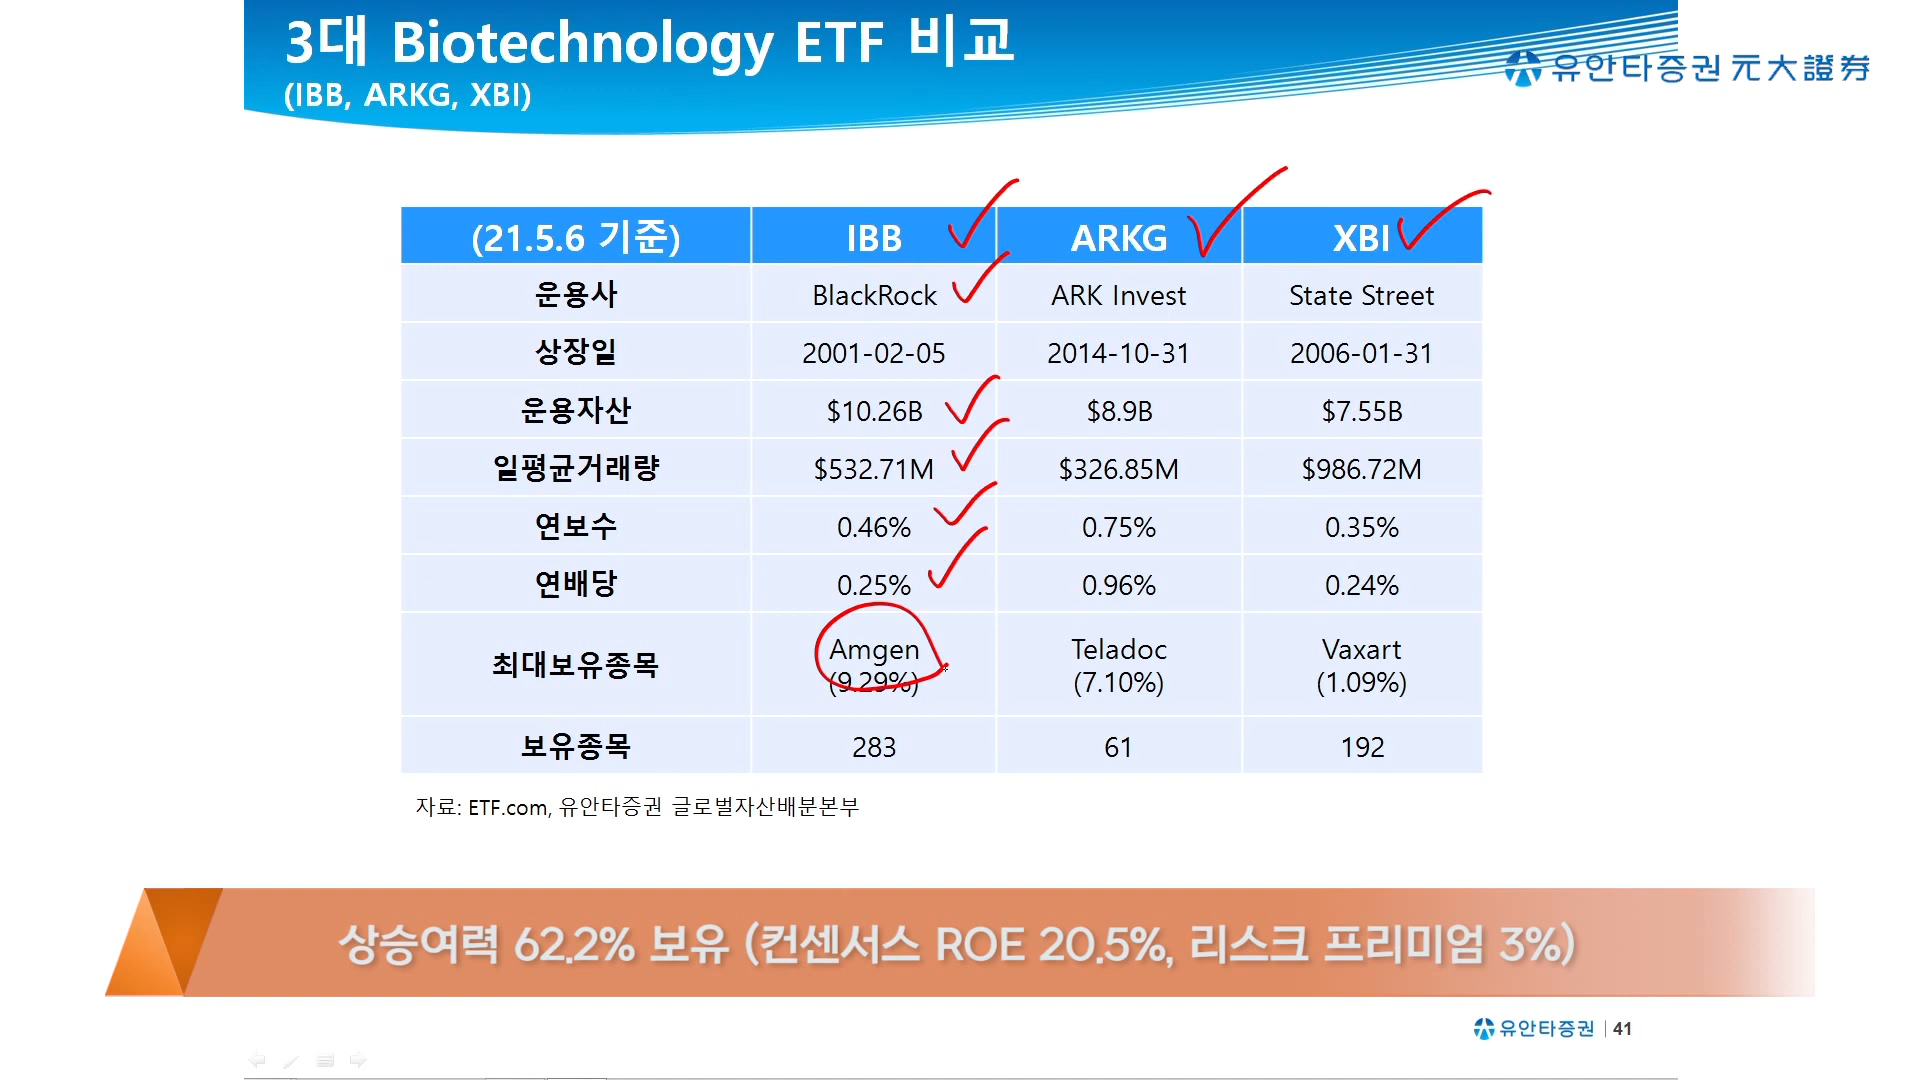 3대 Biotechnology ETF 비교
(IBB, ARKG, XBI)
유안타증권 元大證券
(21.5.6 기준) IBB ARKG XBI
운용사 BlackRock ARK Invest State Street
상장일 2001-02-05 2014-10-31 2006-01-31
운용자산 $10.26B $8.9B $7.55B
일평균거래량 $532.71M $326.85M $986.72M
연보수 0.46% 0.75% 0.35%
연배당 0.25% 0.96% 0.24%
최대보유종목 Amgen (9.29%) Teladoc (7.10%) Vaxart (1.09%)
보유종목 283 61 192
자료: ETF.com, 유안타증권 글로벌자산배분본부
상승여력 62.2% 보유 (컨센서스 ROE 20.5%, 리스크 프리미엄 3%)
유안타증권 | 41